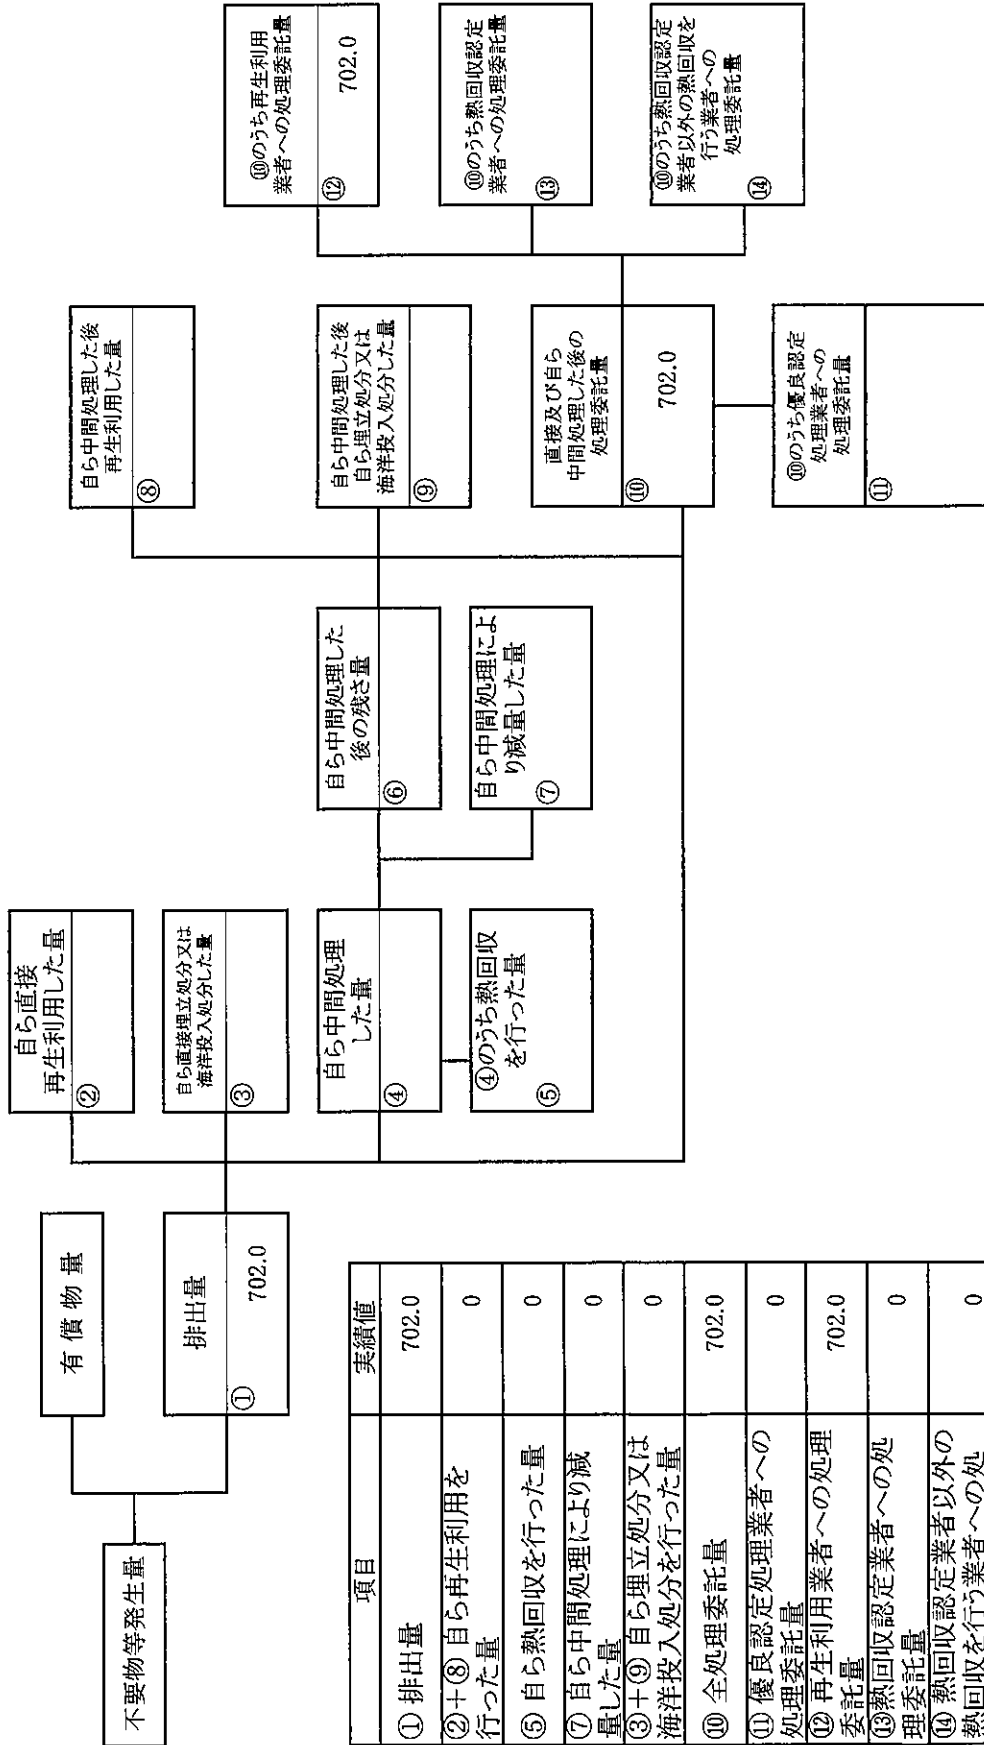 不要物等発生量
有償物量
排出量
①
702.0
自ら直接
再生利用した量
②
自ら直接埋立処分又は
海洋投入処分した量
③
自ら中間処理
した量
④
④のうち熱回収
を行った量
⑤
自ら中間処理した
後の残さ量
⑥
自ら中間処理によ
り減量した量
⑦
自ら中間処理した後
再生利用した量
⑧
自ら中間処理した後
自ら埋立処分又は
海洋投入処分した量
⑨
直接及び自ら
中間処理した後の
処理委託量
⑩
702.0
⑩のうち優良認定
処理業者への
処理委託量
⑪
⑩のうち再生利用
業者への処理委託量
⑫
702.0
⑩のうち熱回収認定
業者への処理委託量
⑬
⑩のうち熱回収認定
業者以外の熱回収を
行う業者への
処理委託量
⑭
項目 実績値
①排出量 702.0
②+⑧ 自ら再生利用を
行った量 0
⑤ 自ら熱回収を行った量 0
⑦ 自ら中間処理により減
量した量 0
③+⑨ 自ら埋立処分又は
海洋投入処分を行った量 0
⑩ 全処理委託量 702.0
⑪ 優良認定処理業者への
処理委託量 0
⑫ 再生利用業者への処理
委託量 702.0
⑬熱回収認定業者への処
理委託量 0
⑭ 熱回収認定業者以外の
熱回収を行う業者への処 0